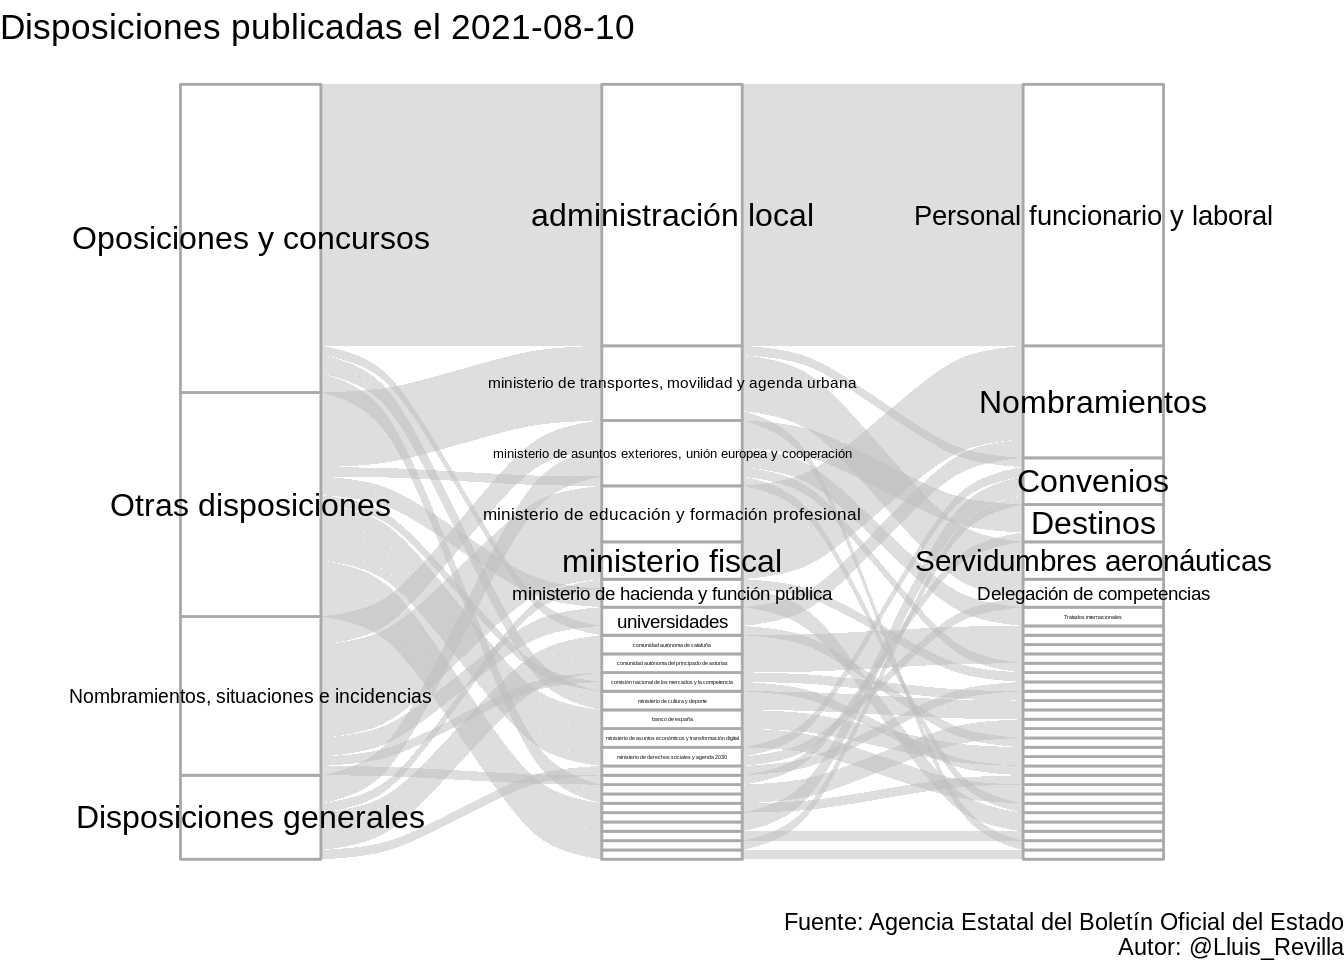 Disposiciones publicadas el 2021-08-10
Oposiciones y concursos
Otras disposiciones
Nombramientos, situaciones e incidencias
Disposiciones generales
administración local
ministerio de transportes, movilidad y agenda urbana
ministerio de asuntos exteriores, unión europea y cooperación
ministerio de educación y formación profesional
ministerio fiscal
ministerio de hacienda y función pública
universidades
comunidad autónoma de cataluña
comunidad autónoma del principado de asturias
comisión nacional de los mercados y la competencia
ministerio de cultura y deporte
banco de españa
ministerio de asuntos económicos y transformación digital
ministerio de derechos sociales y agenda 2030
Personal funcionario y laboral
Nombramientos
Convenios
Destinos
Servidumbres aeronáuticas
Delegación de competencias
Tratados internacionales
Fuente: Agencia Estatal del Boletín Oficial del Estado
Autor: @Lluis_Revilla